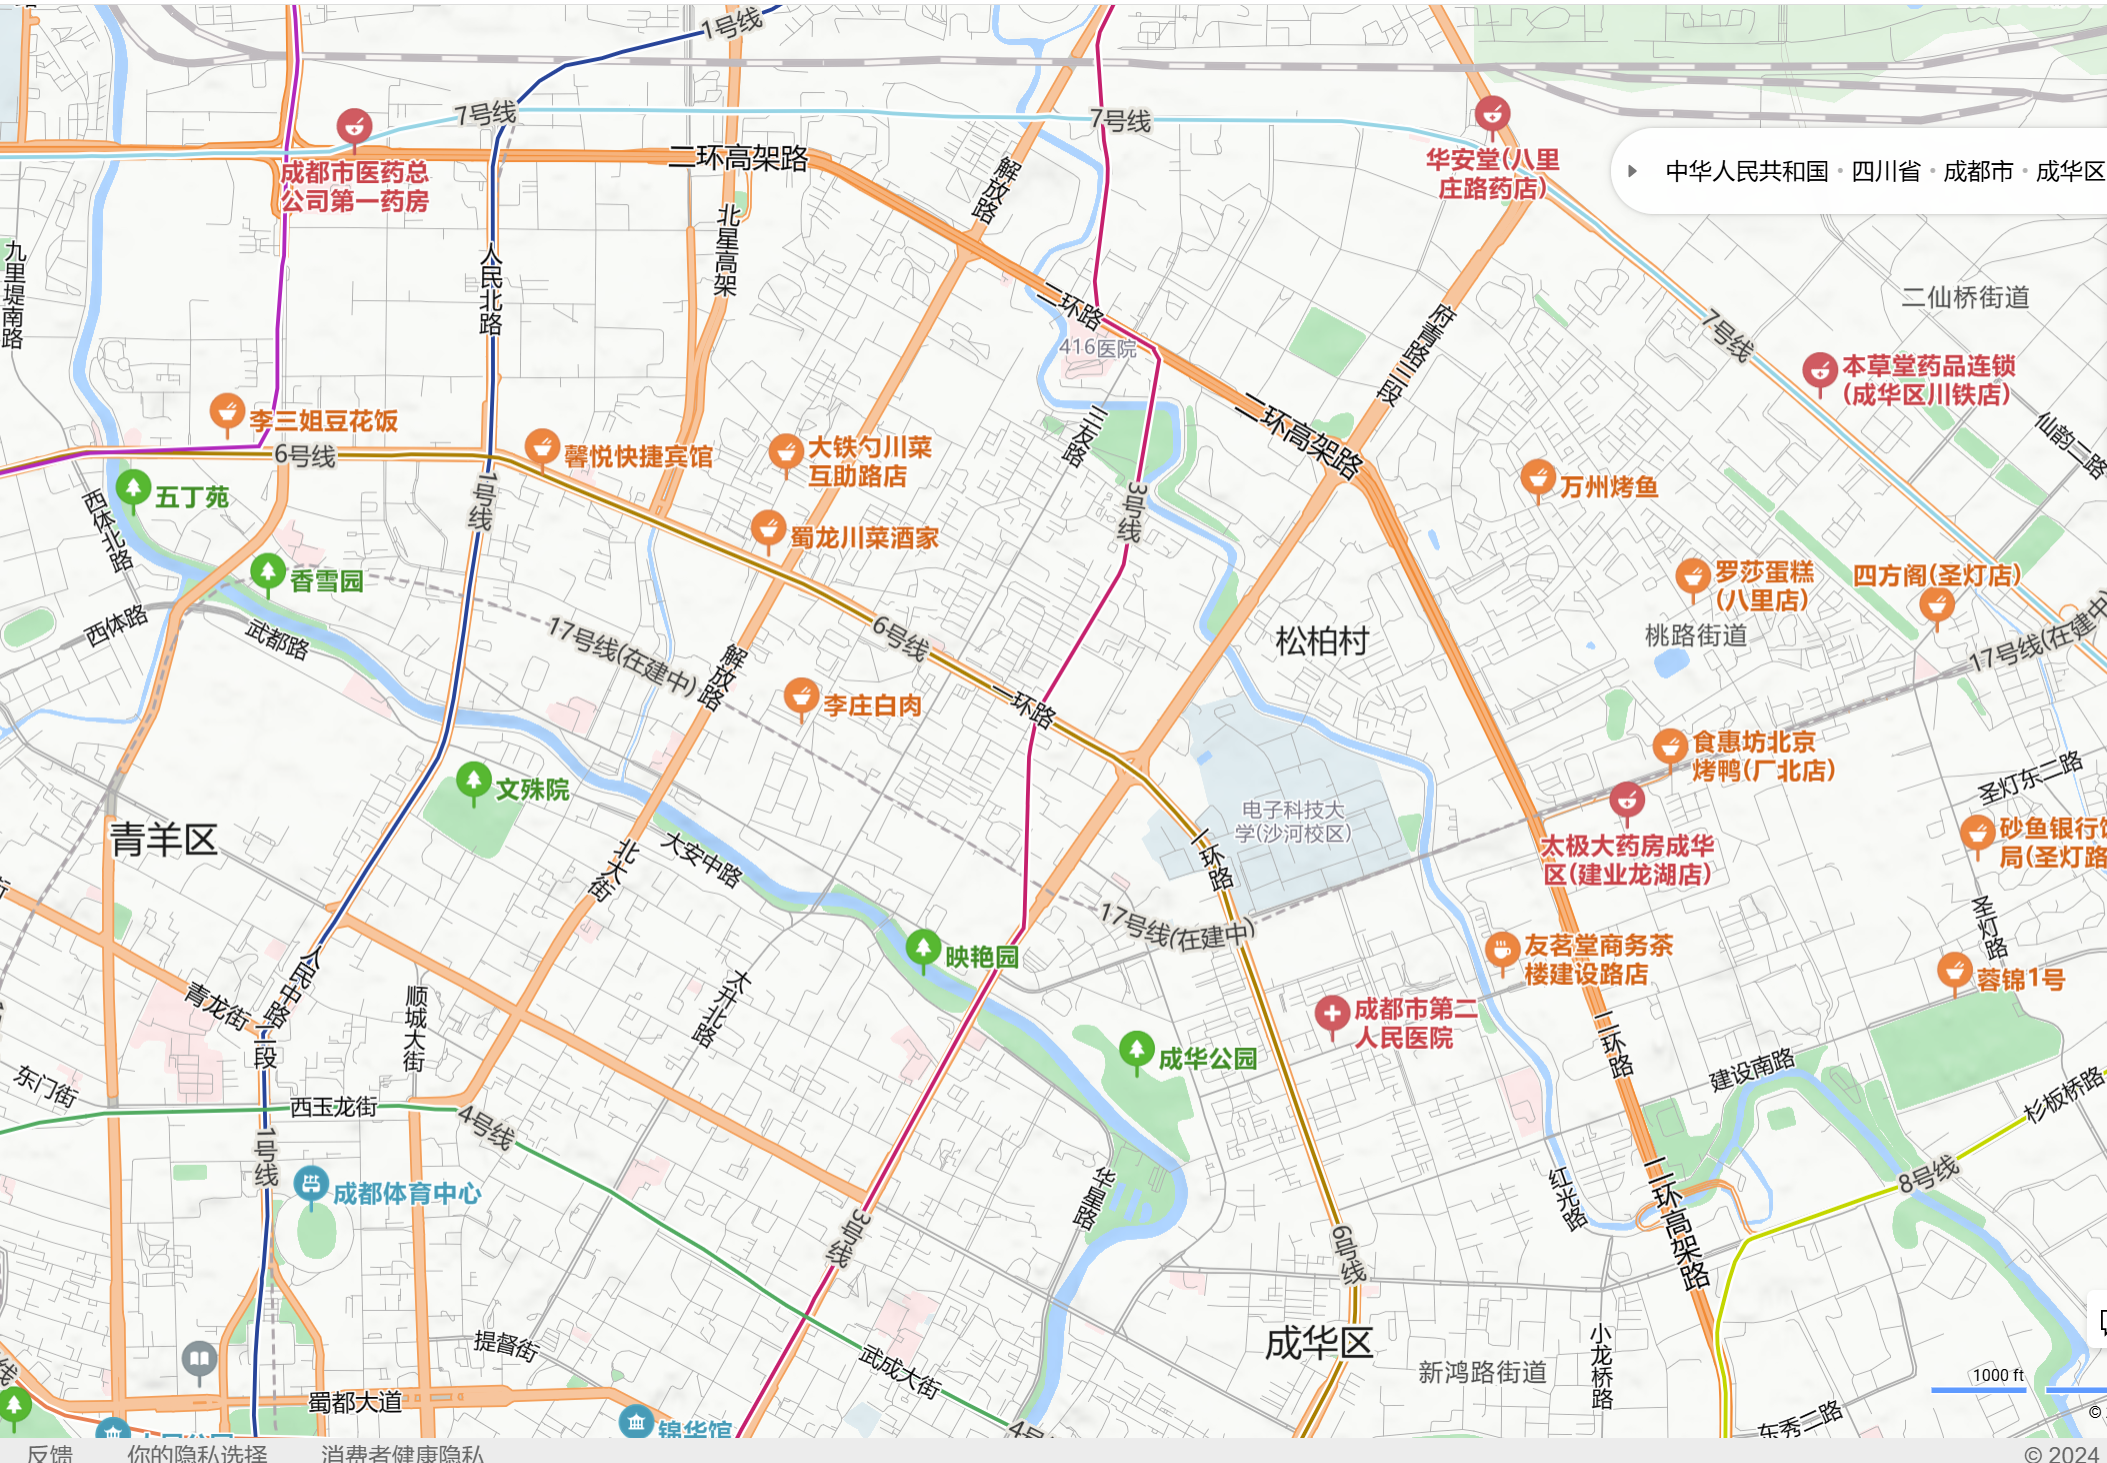 1号线
7号线
7号线
二环高架路
成都市医药总
公司第一药房
华安堂(八里
庄路药店)
中华人民共和国 • 四川省 • 成都市 • 成华区
解放路
北星高架
九里堤南路
人民北路
二环路
416医院
府青路三段
二仙桥街道
7号线
本草堂药品连锁
(成华区川铁店)
李三姐豆花饭
6号线
馨悦快捷宾馆
大铁勺川菜
互助路店
三友路
二环高架路
仙韵二路
五丁苑
西体北路
1号线
蜀龙川菜酒家
3号线
万州烤鱼
香雪园
罗莎蛋糕
(八里店)
四方阁(圣灯店)
西体路
武都路
17号线(在建中)
6号线
松柏村
桃路街道
17号线(在建中)
解放路
李庄白肉
一环路
食惠坊北京
烤鸭(厂北店)
文殊院
圣灯东二路
青羊区
大安中路
电子科技大
学(沙河校区)
太极大药房成华
区(建业龙湖店)
砂鱼银行
局(圣灯路
北大街
一环路
17号线(在建中)
圣灯路
映艳园
友茗堂商务茶
楼建设路店
蓉锦1号
人民中路二段
青龙街
顺城大街
太升北路
成都市第二
人民医院
二环路
成华公园
建设南路
东门街
西玉龙街
4号线
杉板桥路
1号线
成都体育中心
华星路
红光路
二环高架路
8号线
3号线
6号线
提督街
武成大街
成华区
新鸿路街道
小龙桥路
1000 ft
蜀都大道
锦华馆
4号
东秀二路
©
反馈
你的隐私选择
消费者健康隐私
© 2024